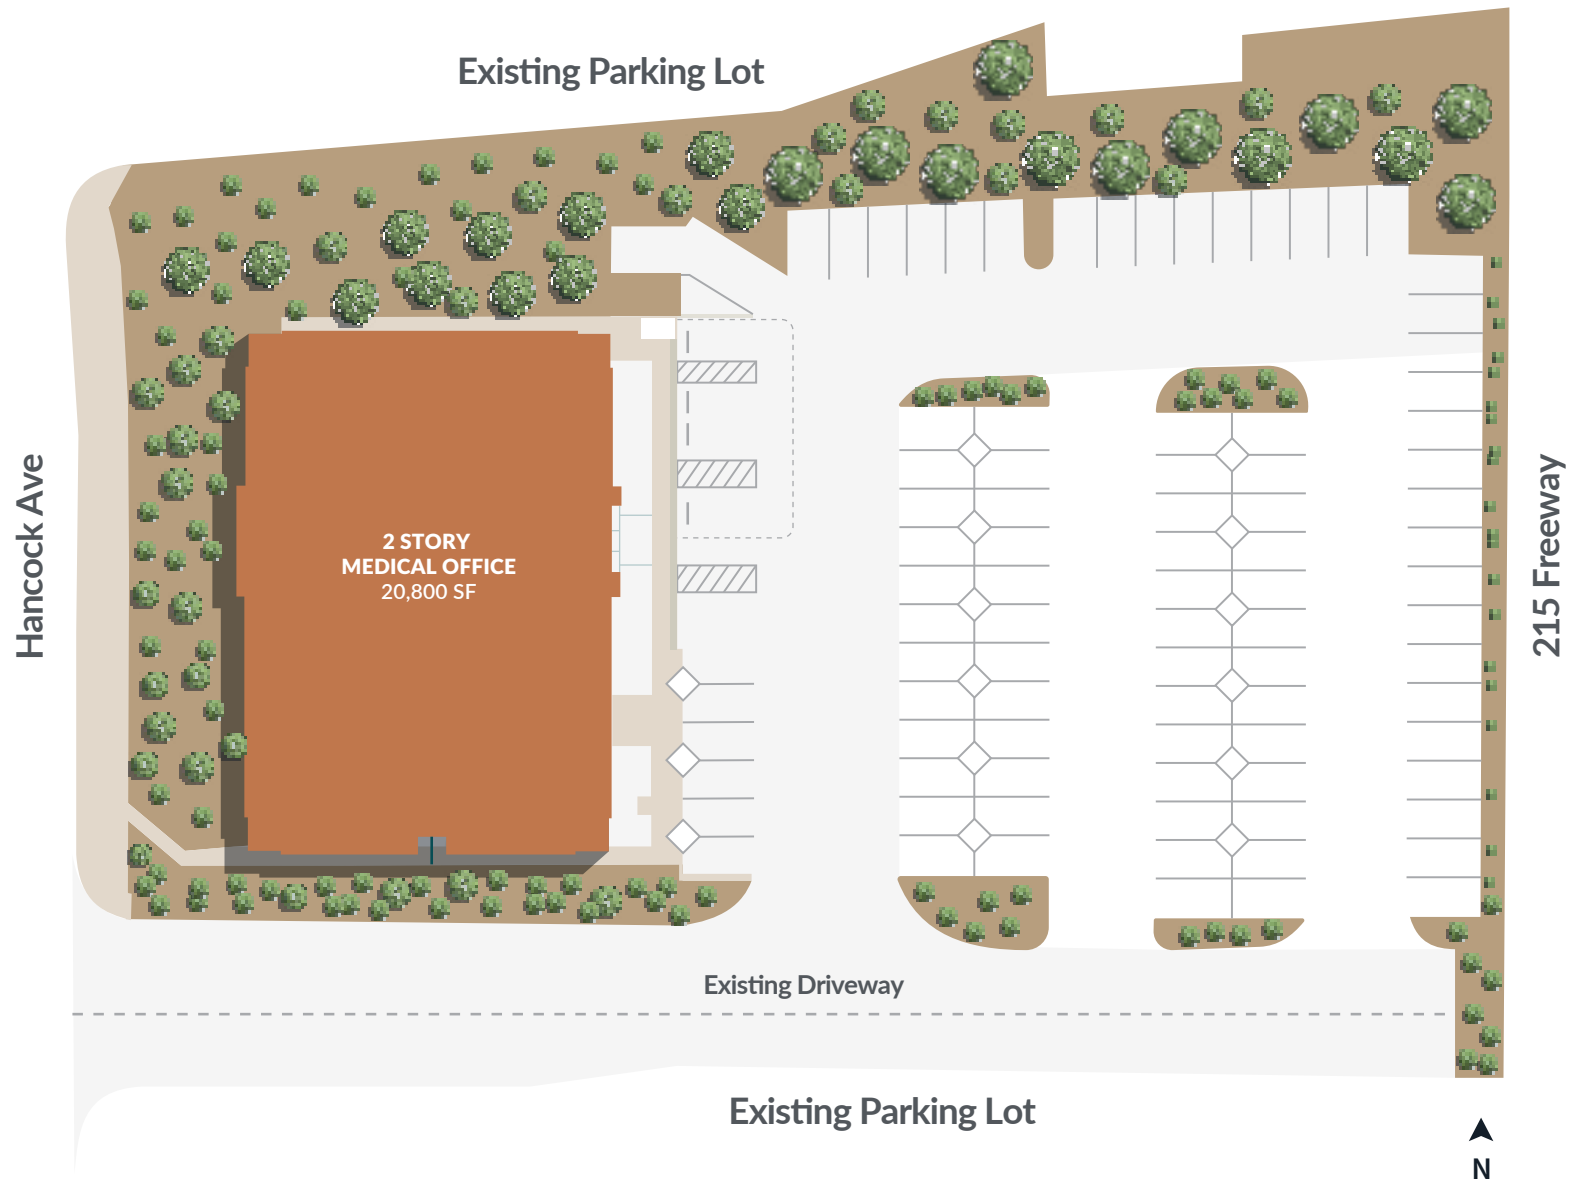 Existing Parking Lot
Hancock Ave
2 STORY
MEDICAL OFFICE
20,800 SF
215 Freeway
Existing Driveway
Existing Parking Lot
N